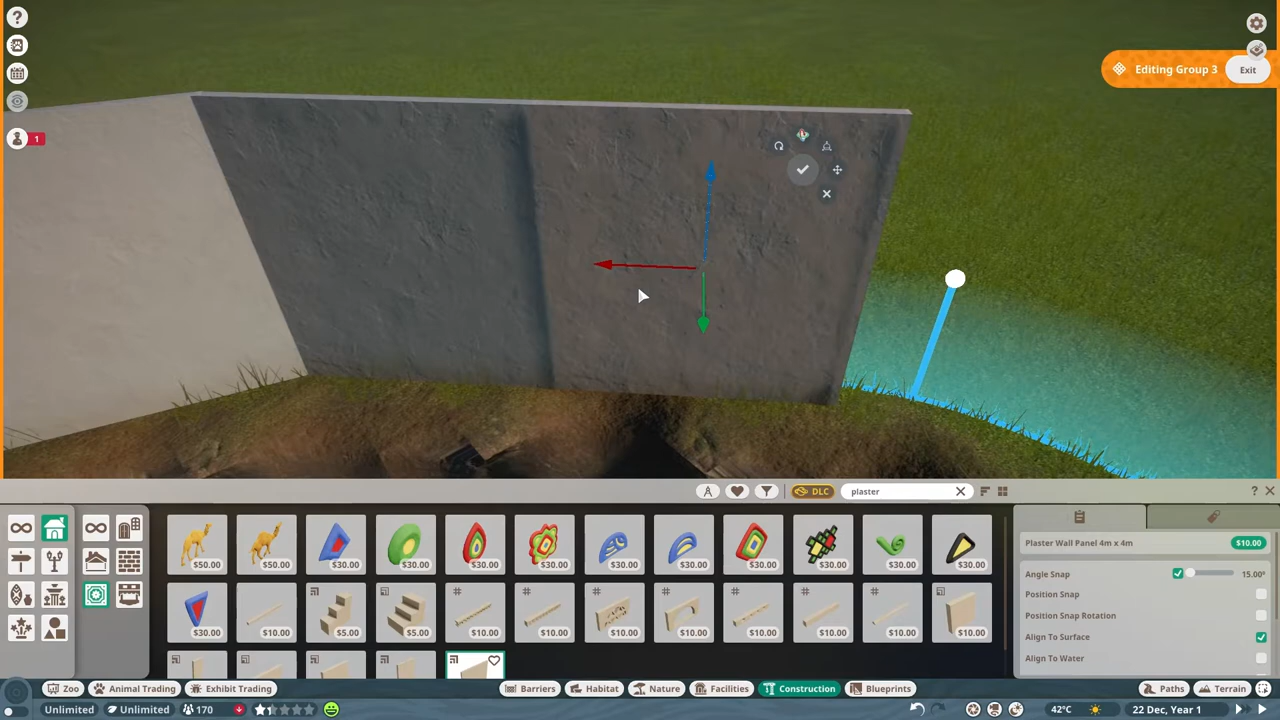 ?
Editing Group 3 Exit
1
DLC plaster
?
$50.00 $50.00 $30.00 $30.00 $30.00 $30.00 $30.00 $30.00 $30.00 $30.00 $30.00 $30.00
$30.00 $10.00 $5.00 $5.00 $10.00 $10.00 $10.00 $10.00 $10.00 $10.00 $10.00 $10.00
Plaster Wall Panel 4m x 4m $10.00
Angle Snap 15.00°
Position Snap
Position Snap Rotation
Align To Surface
Align To Water
Zoo Animal Trading Exhibit Trading Barriers Habitat Nature Facilities Construction Blueprints Paths Terrain
Unlimited Unlimited 170 42°C 22 Dec, Year 1